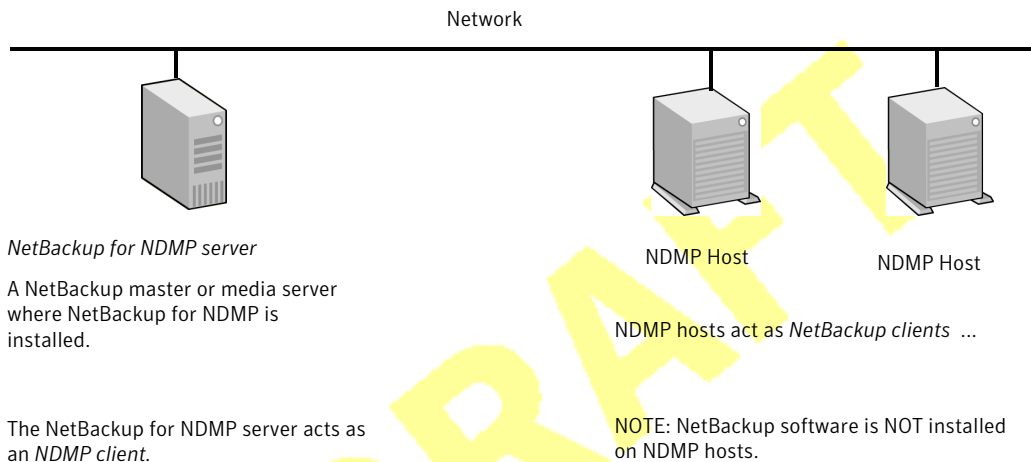 Network
NetBackup for NDMP server
A NetBackup master or media server
where NetBackup for NDMP is
installed.
The NetBackup for NDMP server acts as
an NDMP client.
NDMP Host
NDMP Host
NDMP hosts act as NetBackup clients ...
NOTE: NetBackup software is NOT installed
on NDMP hosts.
DRAFT